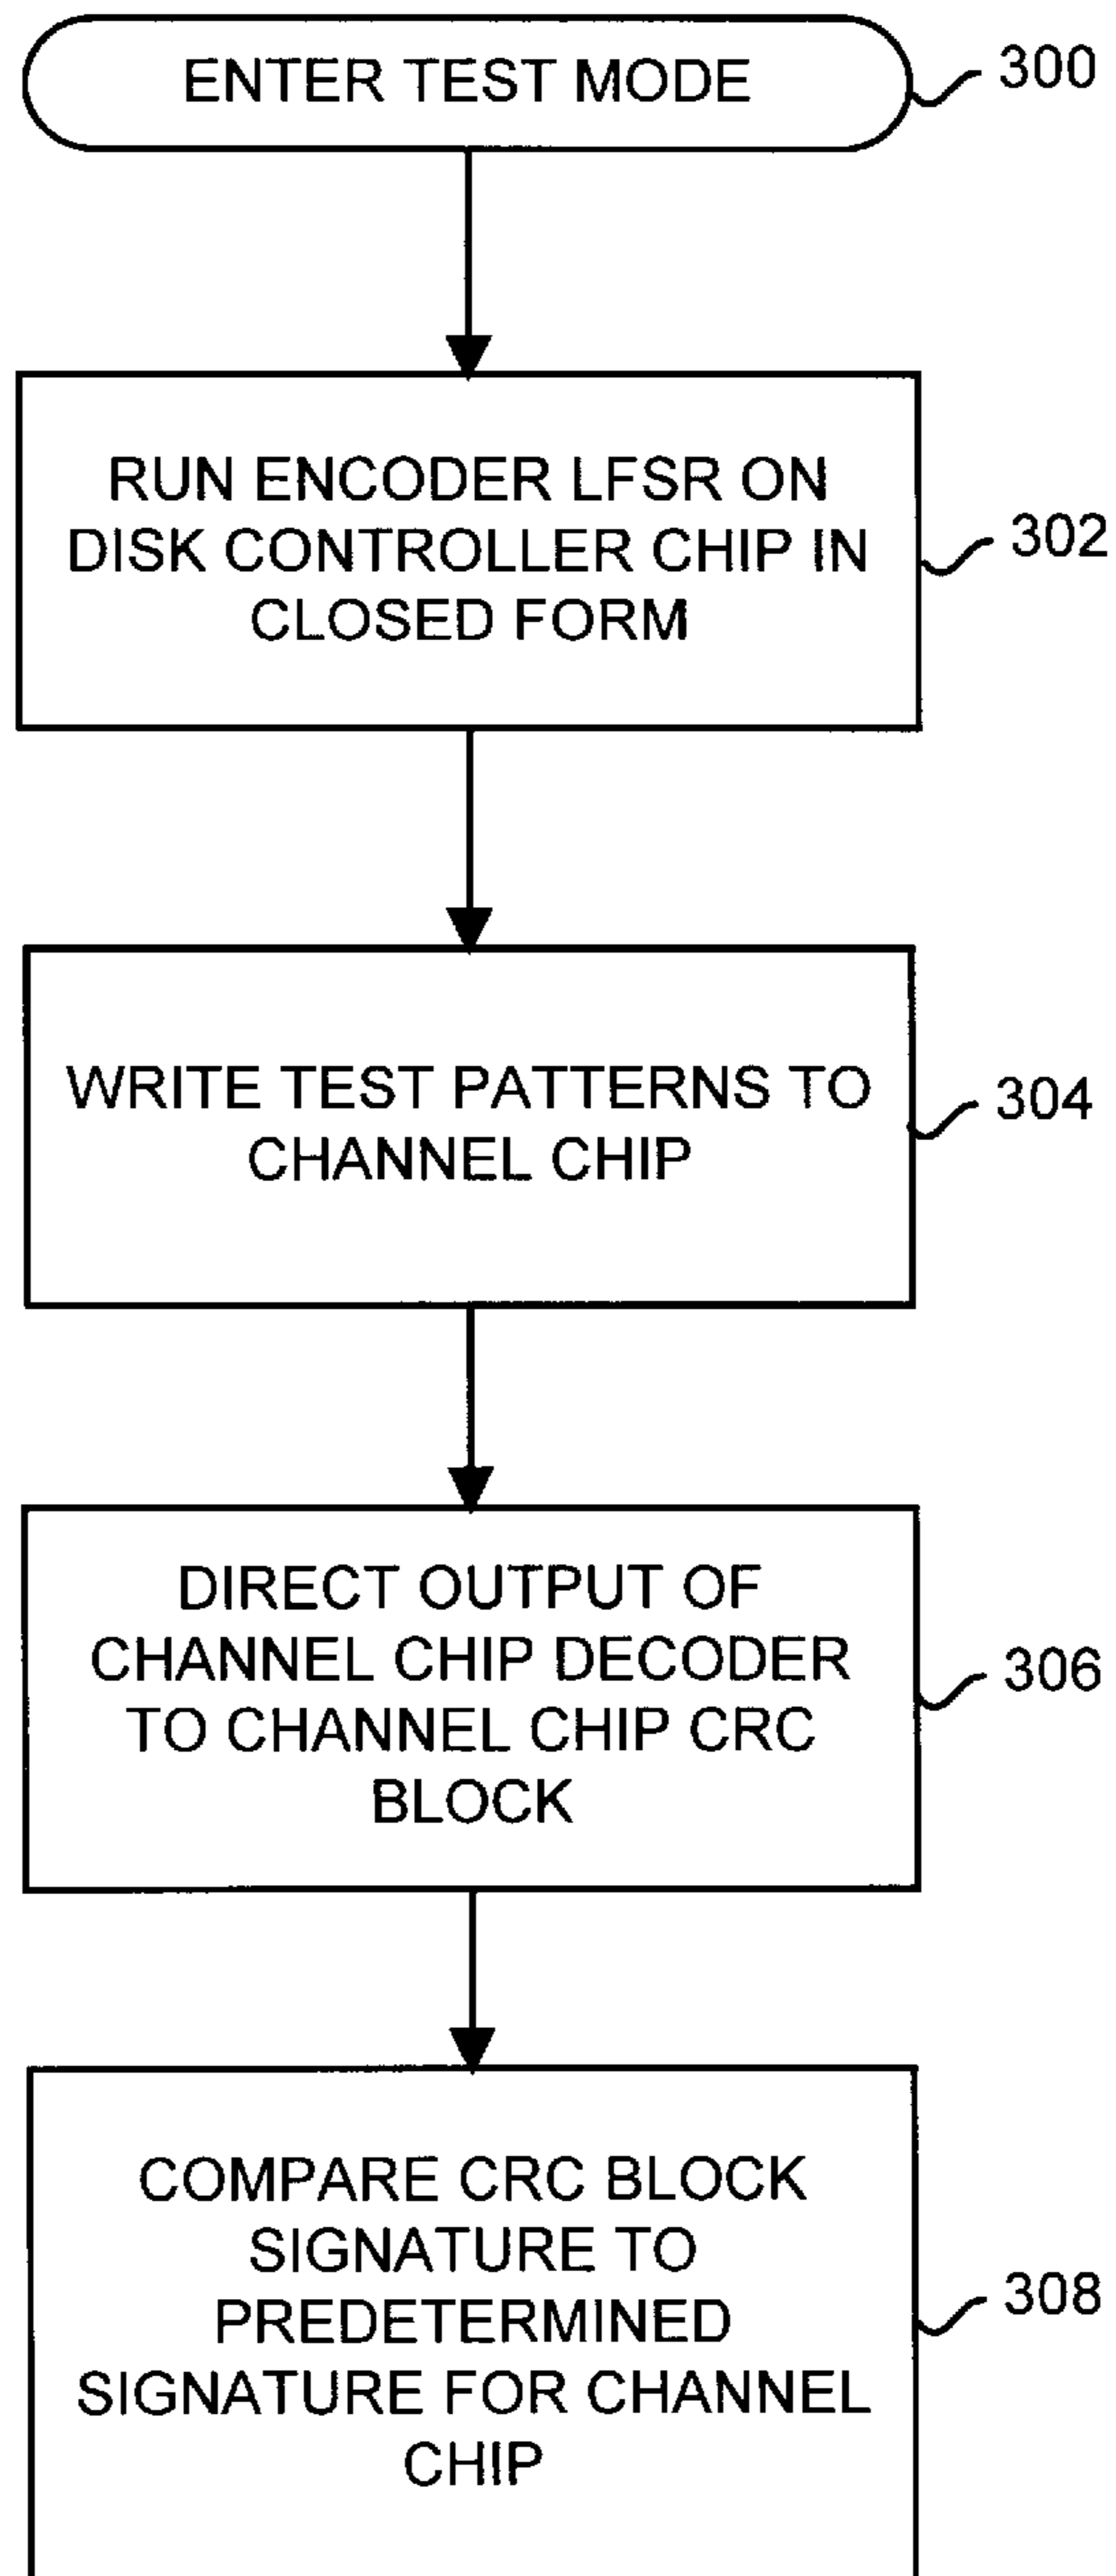 ENTER TEST MODE
300
RUN ENCODER LFSR ON
DISK CONTROLLER CHIP IN
CLOSED FORM
302
WRITE TEST PATTERNS TO
CHANNEL CHIP
304
DIRECT OUTPUT OF
CHANNEL CHIP DECODER
TO CHANNEL CHIP CRC
BLOCK
306
COMPARE CRC BLOCK
SIGNATURE TO
PREDETERMINED
SIGNATURE FOR CHANNEL
CHIP
308